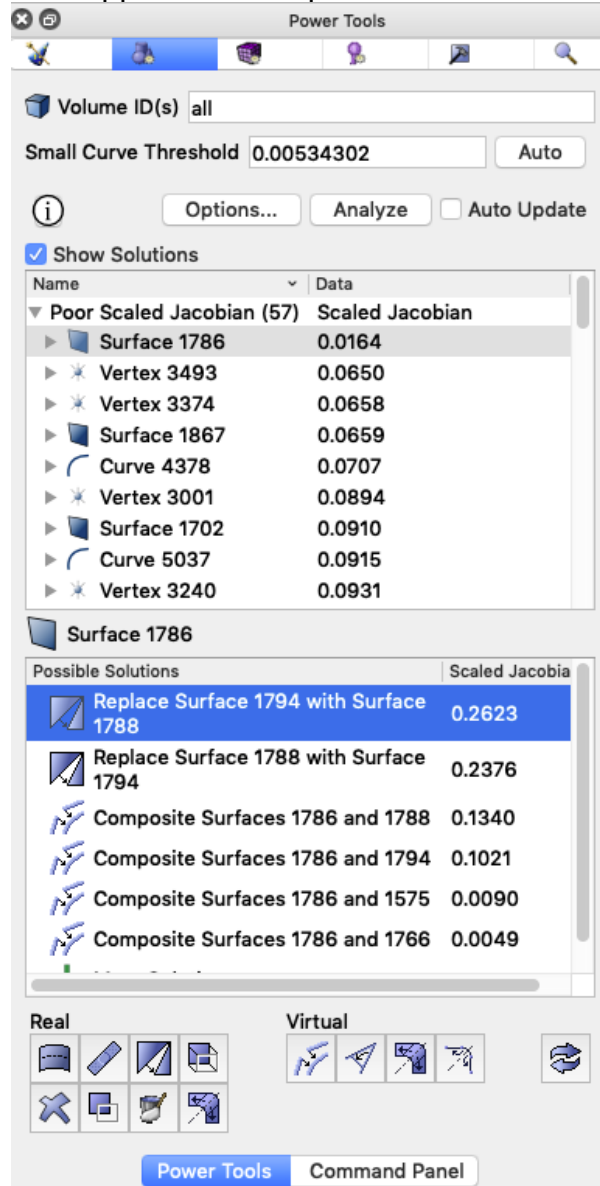 Power Tools
Volume ID(s) all
Small Curve Threshold 0.00534302 Auto
Options... Analyze Auto Update
Show Solutions
Name Data
Poor Scaled Jacobian (57) Scaled Jacobian
Surface 1786 0.0164
Vertex 3493 0.0650
Vertex 3374 0.0658
Surface 1867 0.0659
Curve 4378 0.0707
Vertex 3001 0.0894
Surface 1702 0.0910
Curve 5037 0.0915
Vertex 3240 0.0931
Surface 1786
Possible Solutions Scaled Jacobia
Replace Surface 1794 with Surface
1788 0.2623
Replace Surface 1788 with Surface
1794 0.2376
Composite Surfaces 1786 and 1788 0.1340
Composite Surfaces 1786 and 1794 0.1021
Composite Surfaces 1786 and 1575 0.0090
Composite Surfaces 1786 and 1766 0.0049
Real Virtual
Power Tools Command Panel